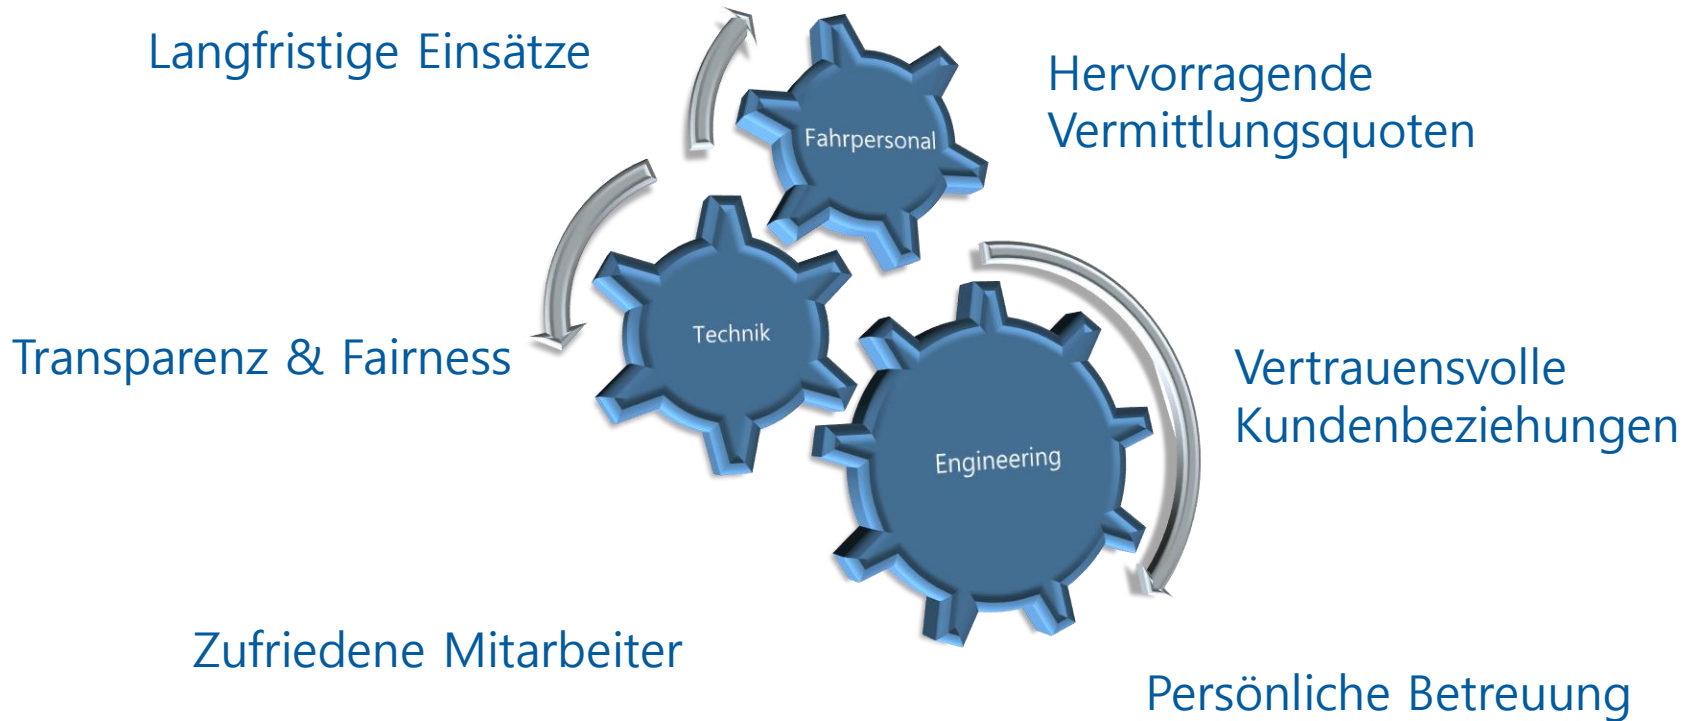 Langfristige Einsätze
Hervorragende
Vermittlungsquoten
Fahrpersonal
Technik
Transparenz & Fairness
Vertrauensvolle
Kundenbeziehungen
Engineering
Zufriedene Mitarbeiter
Persönliche Betreuung